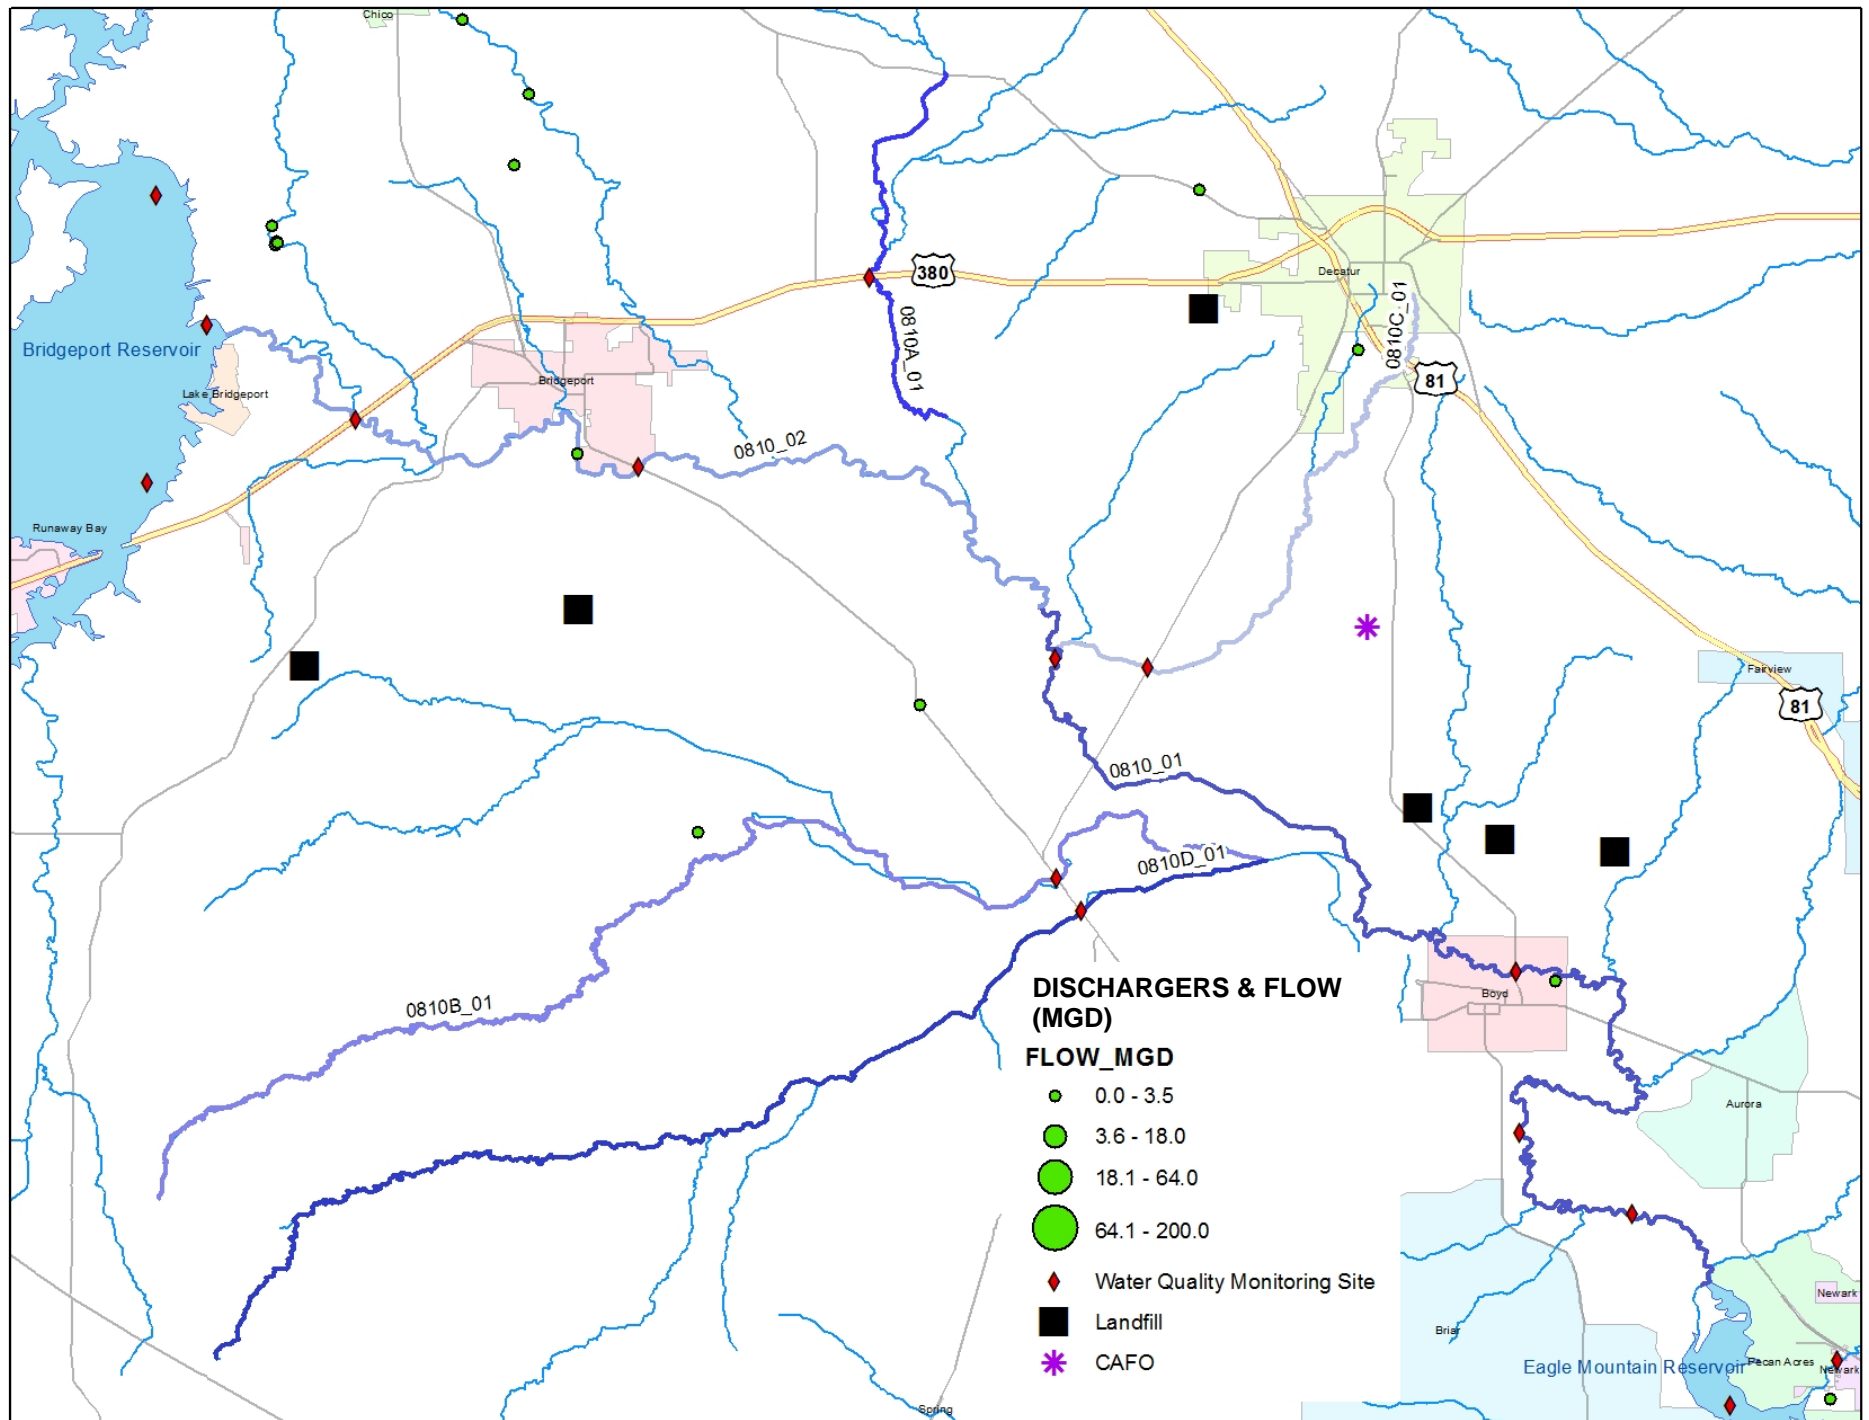 Chico
380
Decatur
0810C_01
0810A_01
Bridgeport Reservoir
Bridgeport
81
Lake Bridgeport
0810_02
Runaway Bay
Fairview
81
0810_01
0810D_01
0810B_01
DISCHARGERS & FLOW
(MGD)
FLOW_MGD
0.0 - 3.5
3.6 - 18.0
18.1 - 64.0
64.1 - 200.0
Water Quality Monitoring Site
Landfill
CAFO
Boyd
Aurora
Newark
Briar
Eagle Mountain Reservoir
Pecan Acres
Newark
Spring